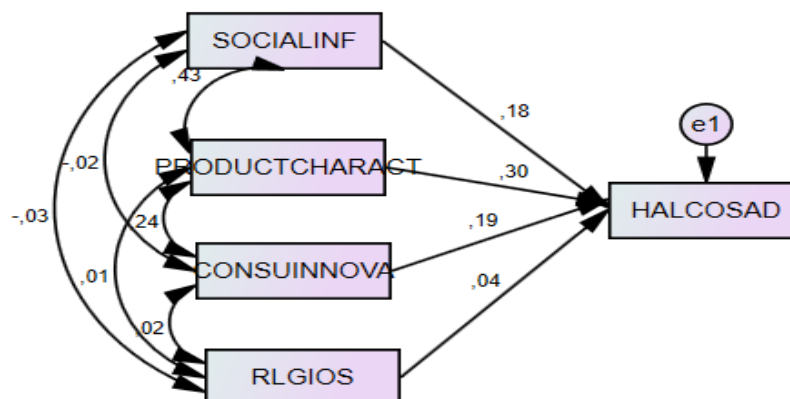 SOCIALINF
,43
,18
e1
-,02
PRODUCTCHARACT
,30
HALCOSAD
-,03
,24
,19
CONSUINNOVA
,01
,04
,02
RLGIOS